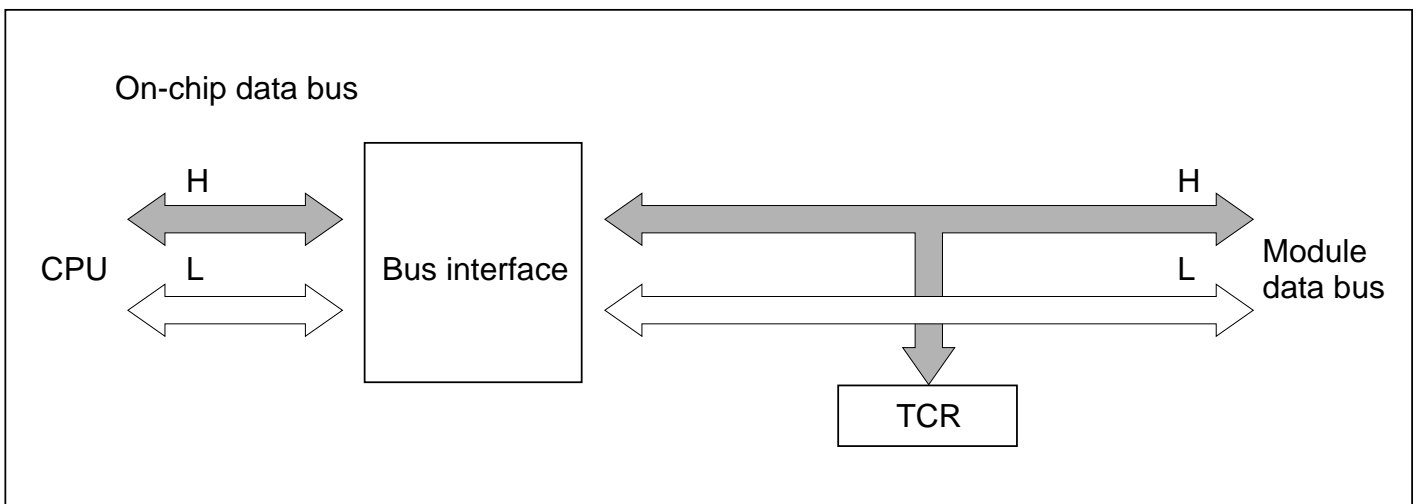 On-chip data bus
H
H
CPU
L
Bus interface
L
Module
data bus
TCR